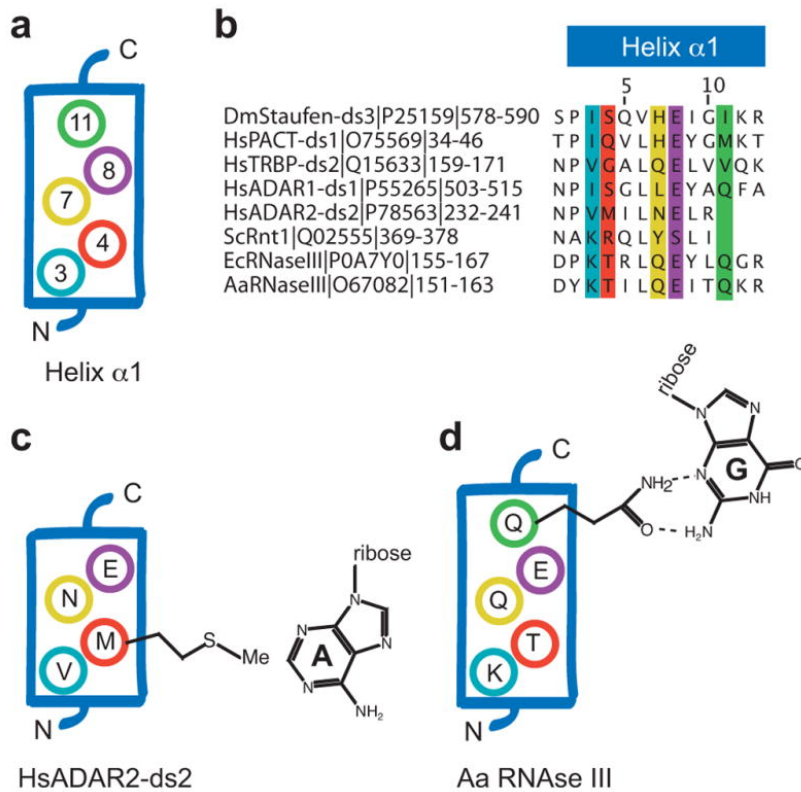 a
C
11
8
7
4
3
N
Helix α1
b
Helix α1
5 10
DmStaufen-ds3|P25159|578-590 S P I S Q V H E I G I K R
HsPACT-ds1|O75569|34-46 T P I Q V L H E Y G M K T
HsTRBP-ds2|Q15633|159-171 N P V G A L Q E L V V Q K
HsADAR1-ds1|P55265|503-515 N P I S G L L E Y A Q F A
HsADAR2-ds2|P78563|232-241 N P V M I L N E L R
ScRnt1|Q02555|369-378 N A K R Q L Y S L I
EcRNaseIII|P0A7Y0|155-167 D P K T R L Q E Y L Q G R
AaRNaseIII|O67082|151-163 D Y K T I L Q E I T Q K R
c
C
E
N
M
V
N
S
Me
ribose
N
N
N
N
A
NH2
HsADAR2-ds2
d
C
Q
E
Q
T
K
N
NH2
O
ribose
N
N
N
G
O
NH
H2N
Aa RNAse III